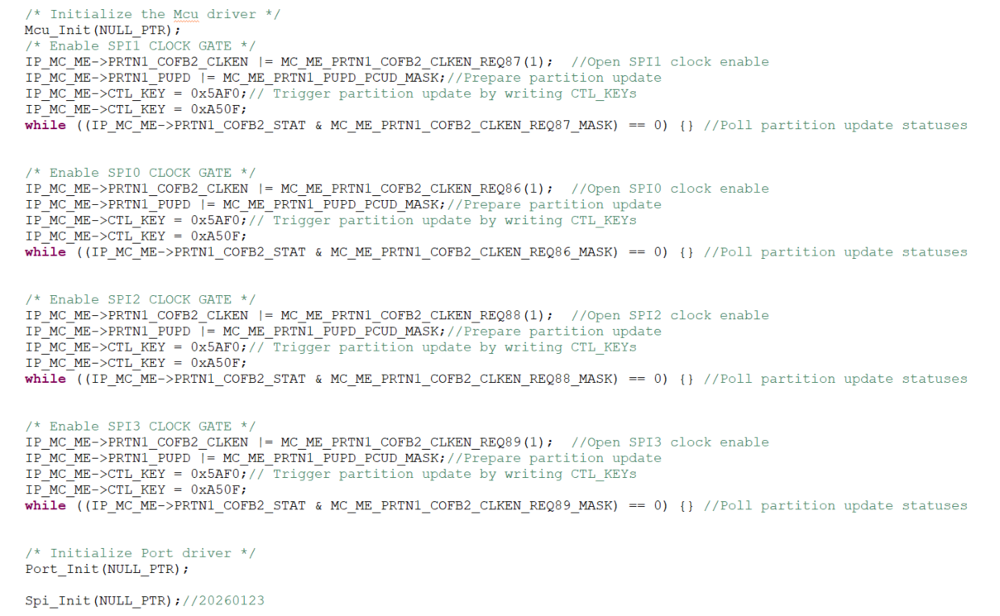 /* Initialize the Mcu driver */
Mcu_Init(NULL_PTR);
/* Enable SPI1 CLOCK GATE */
IP_MC_ME->PRTN1_COFB2_CLKEN |= MC_ME_PRTN1_COFB2_CLKEN_REQ87(1);  //Open SPI1 clock enable
IP_MC_ME->PRTN1_PUPD |= MC_ME_PRTN1_PUPD_PCUD_MASK;//Prepare partition update
IP_MC_ME->CTL_KEY = 0x5AF0;// Trigger partition update by writing CTL_KEYs
IP_MC_ME->CTL_KEY = 0xA50F;
while ((IP_MC_ME->PRTN1_COFB2_STAT & MC_ME_PRTN1_COFB2_CLKEN_REQ87_MASK) == 0) {} //Poll partition update statuses
/* Enable SPI0 CLOCK GATE */
IP_MC_ME->PRTN1_COFB2_CLKEN |= MC_ME_PRTN1_COFB2_CLKEN_REQ86(1);  //Open SPI0 clock enable
IP_MC_ME->PRTN1_PUPD |= MC_ME_PRTN1_PUPD_PCUD_MASK;//Prepare partition update
IP_MC_ME->CTL_KEY = 0x5AF0;// Trigger partition update by writing CTL_KEYs
IP_MC_ME->CTL_KEY = 0xA50F;
while ((IP_MC_ME->PRTN1_COFB2_STAT & MC_ME_PRTN1_COFB2_CLKEN_REQ86_MASK) == 0) {} //Poll partition update statuses
/* Enable SPI2 CLOCK GATE */
IP_MC_ME->PRTN1_COFB2_CLKEN |= MC_ME_PRTN1_COFB2_CLKEN_REQ88(1);  //Open SPI2 clock enable
IP_MC_ME->PRTN1_PUPD |= MC_ME_PRTN1_PUPD_PCUD_MASK;//Prepare partition update
IP_MC_ME->CTL_KEY = 0x5AF0;// Trigger partition update by writing CTL_KEYs
IP_MC_ME->CTL_KEY = 0xA50F;
while ((IP_MC_ME->PRTN1_COFB2_STAT & MC_ME_PRTN1_COFB2_CLKEN_REQ88_MASK) == 0) {} //Poll partition update statuses
/* Enable SPI3 CLOCK GATE */
IP_MC_ME->PRTN1_COFB2_CLKEN |= MC_ME_PRTN1_COFB2_CLKEN_REQ89(1);  //Open SPI3 clock enable
IP_MC_ME->PRTN1_PUPD |= MC_ME_PRTN1_PUPD_PCUD_MASK;//Prepare partition update
IP_MC_ME->CTL_KEY = 0x5AF0;// Trigger partition update by writing CTL_KEYs
IP_MC_ME->CTL_KEY = 0xA50F;
while ((IP_MC_ME->PRTN1_COFB2_STAT & MC_ME_PRTN1_COFB2_CLKEN_REQ89_MASK) == 0) {} //Poll partition update statuses
/* Initialize Port driver */
Port_Init(NULL_PTR);
Spi_Init(NULL_PTR);//20260123